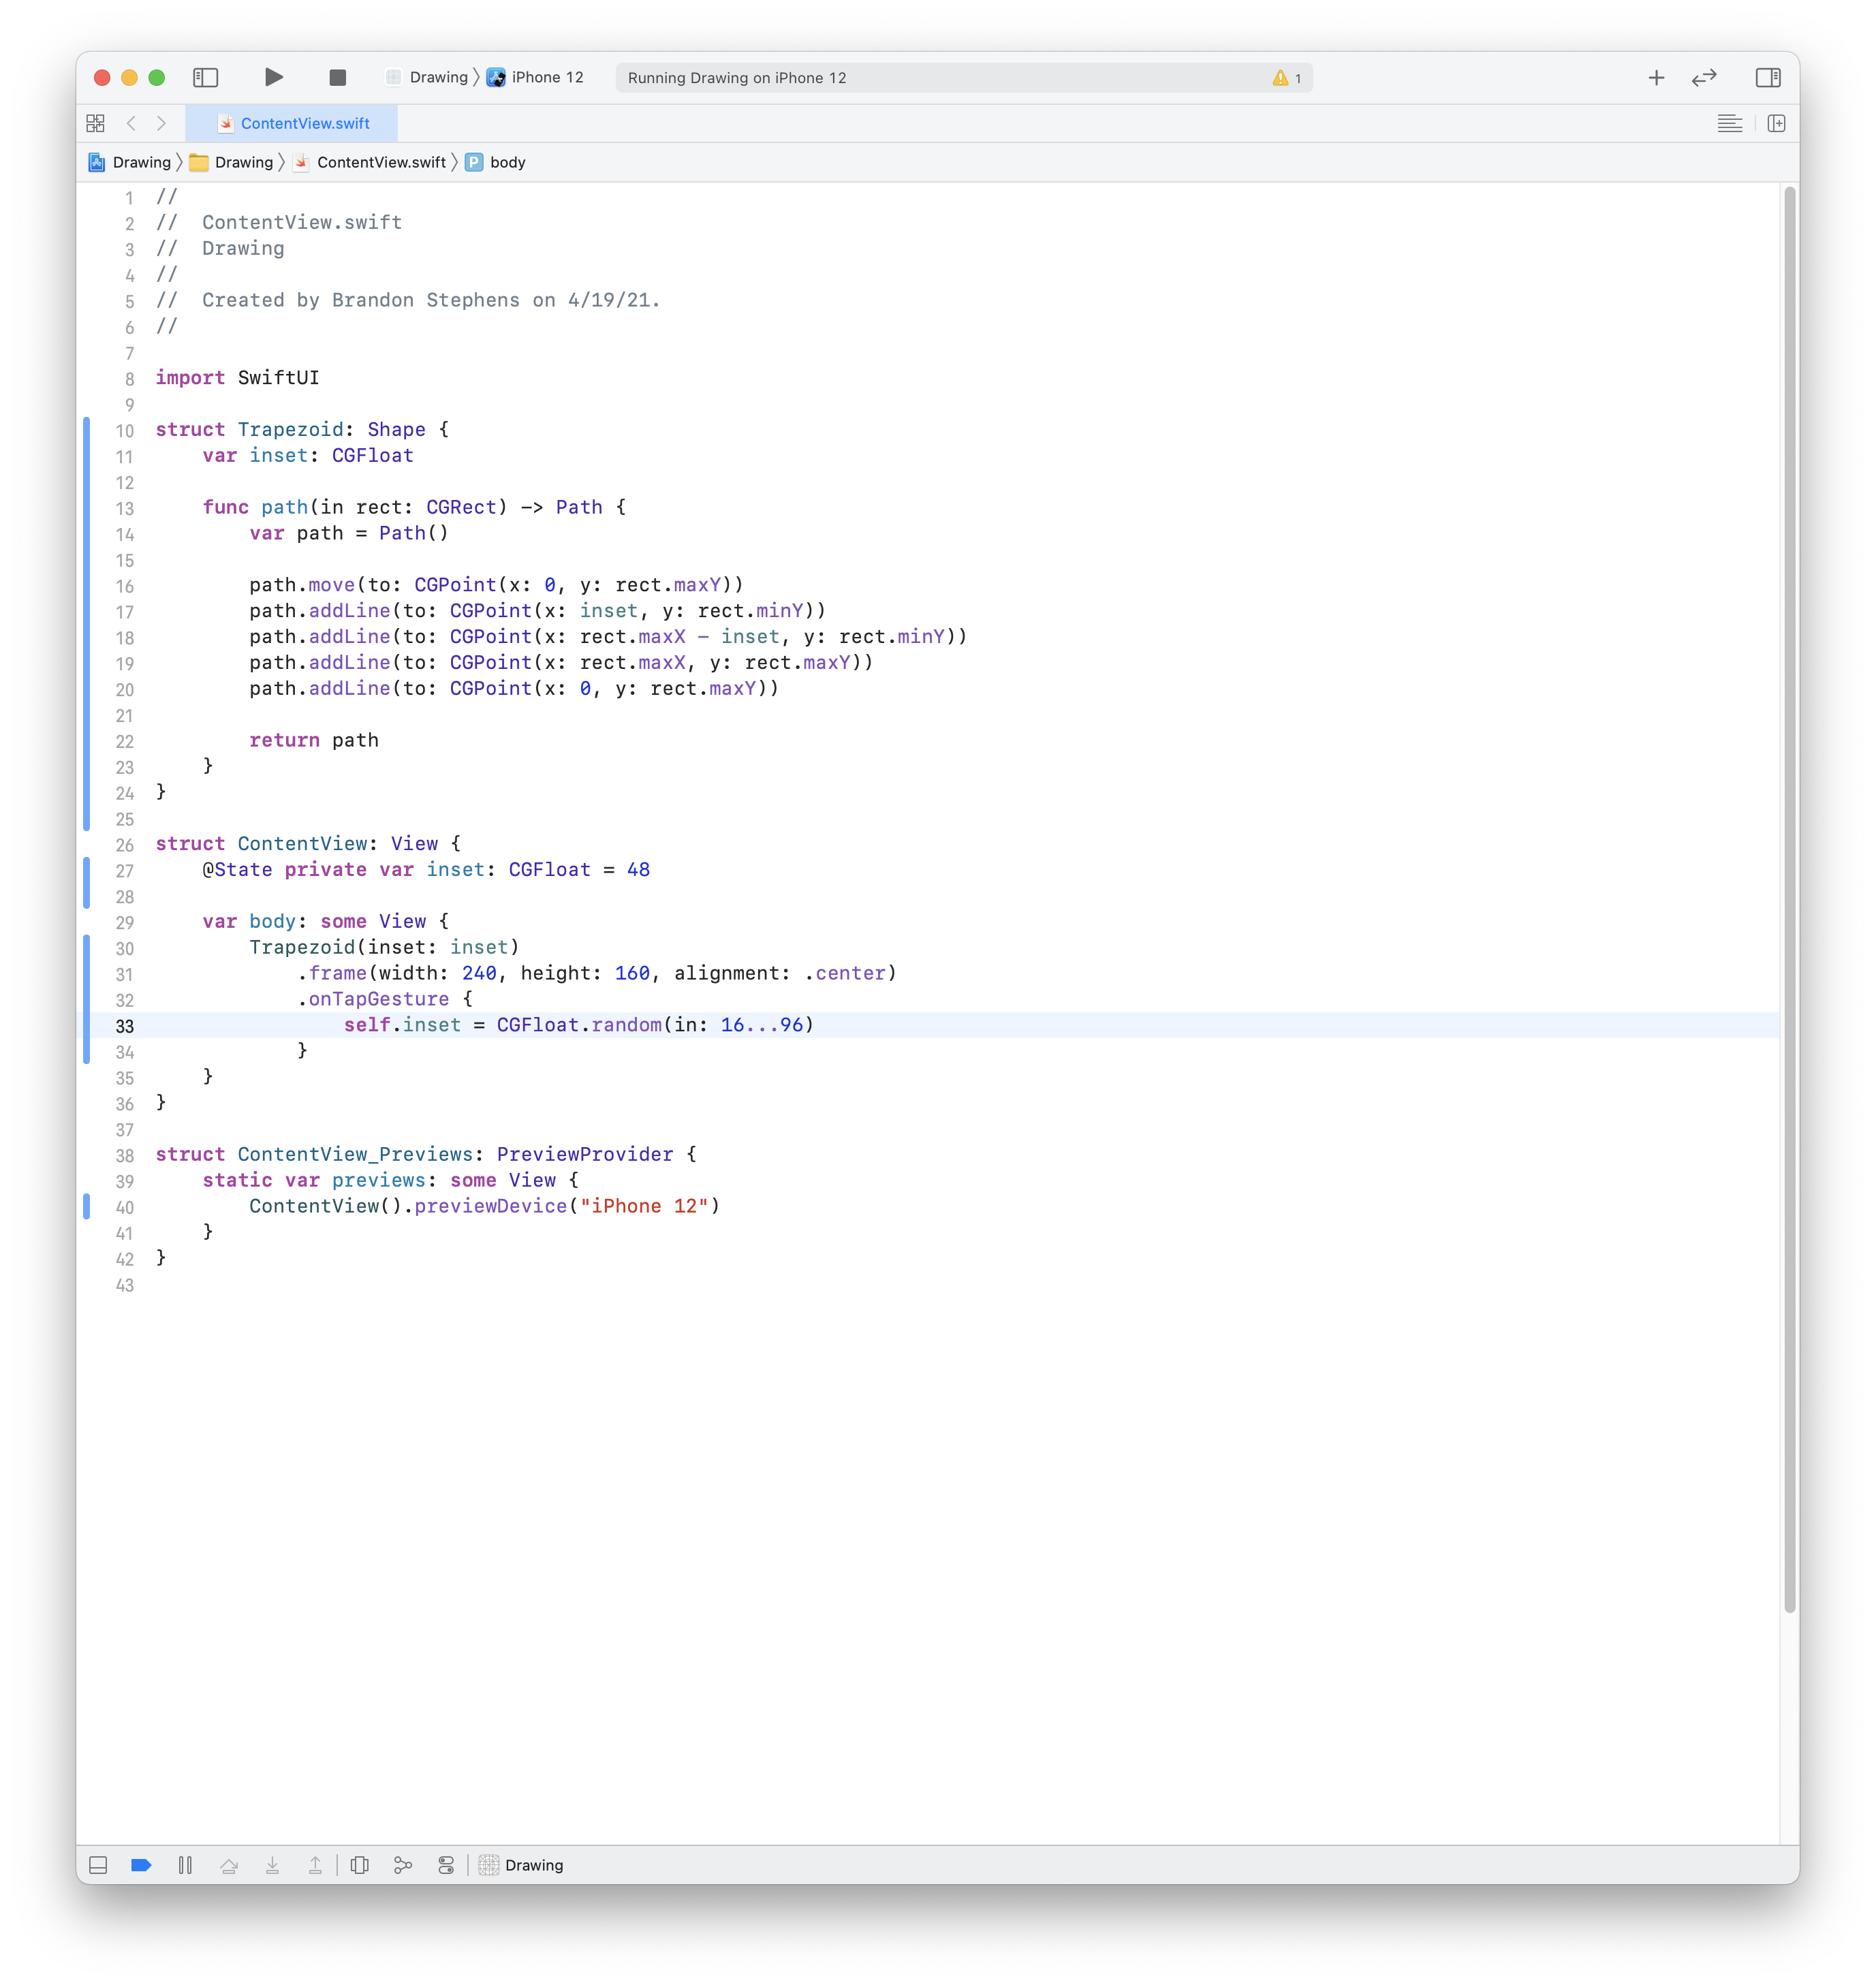 Drawing iPhone 12 Running Drawing on iPhone 12 1
ContentView.swift
Drawing Drawing ContentView.swift P body
1 //
2 //  ContentView.swift
3 //  Drawing
4 //
5 //  Created by Brandon Stephens on 4/19/21.
6 //
7
8 import SwiftUI
9
10 struct Trapezoid: Shape {
11     var inset: CGFloat
12
13     func path(in rect: CGRect) -> Path {
14         var path = Path()
15
16         path.move(to: CGPoint(x: 0, y: rect.maxY))
17         path.addLine(to: CGPoint(x: inset, y: rect.minY))
18         path.addLine(to: CGPoint(x: rect.maxX - inset, y: rect.minY))
19         path.addLine(to: CGPoint(x: rect.maxX, y: rect.maxY))
20         path.addLine(to: CGPoint(x: 0, y: rect.maxY))
21
22         return path
23     }
24 }
25
26 struct ContentView: View {
27     @State private var inset: CGFloat = 48
28
29     var body: some View {
30         Trapezoid(inset: inset)
31             .frame(width: 240, height: 160, alignment: .center)
32             .onTapGesture {
33                 self.inset = CGFloat.random(in: 16...96)
34             }
35     }
36 }
37
38 struct ContentView_Previews: PreviewProvider {
39     static var previews: some View {
40         ContentView().previewDevice("iPhone 12")
41     }
42 }
43
Drawing